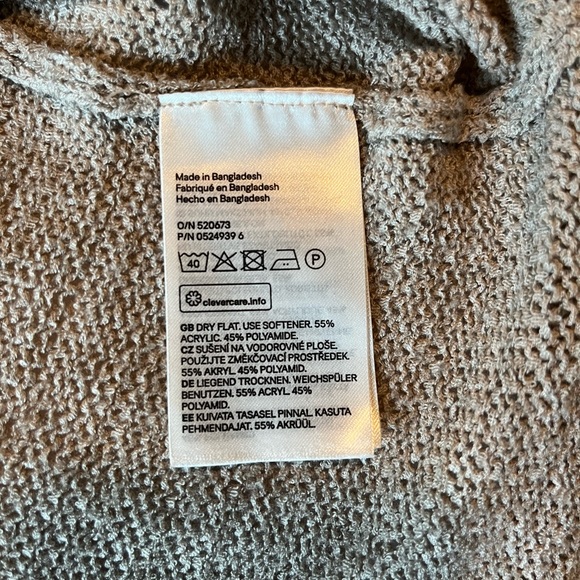 Made in Bangladesh
Fabriqué en Bangladesh
Hecho en Bangladesh
O/N 520673
P/N 0524939 6
40
P
clevercare.info
GB DRY FLAT. USE SOFTENER. 55%
ACRYLIC. 45% POLYAMIDE.
CZ SUŠENÍ NA VODOROVNÉ PLOŠE.
POUŽIJTE ZMĚKČOVACÍ PROSTŘEDEK.
55% AKRYL. 45% POLYAMID.
DE LIEGEND TROCKNEN. WEICHSPÜLER
BENUTZEN. 55% ACRYL. 45%
POLYAMID.
EE KUIVATA TASASEL PINNAL. KASUTA
PEHMENDAJAT. 55% AKRÜÜL.